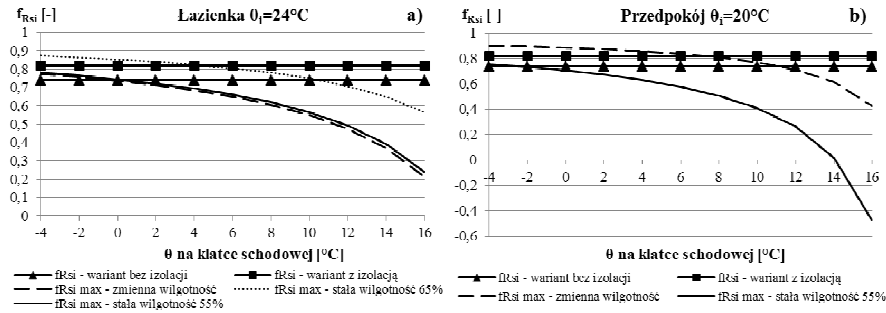 fRsi [-]
Łazienka θi=24°C
a)
1
0,9
0,8
0,7
0,6
0,5
0,4
0,3
0,2
0,1
0
-4 -2 0 2 4 6 8 10 12 14 16
θ na klatce schodowej [°C]
fRsi - wariant bez izolacji
fRsi - wariant z izolacją
fRsi max - zmienna wilgotność
fRsi max - stała wilgotność 65%
fRsi max - stała wilgotność 55%
fRsi [ ]
Przedpokój θi=20°C
b)
1
0,8
0,6
0,4
0,2
0
-0,2
-0,4
-0,6
-4 -2 0 2 4 6 8 10 12 14 16
θ na klatce schodowej [°C]
fRsi - wariant bez izolacji
fRsi - wariant z izolacją
fRsi max - zmienna wilgotność
fRsi max - stała wilgotność 55%